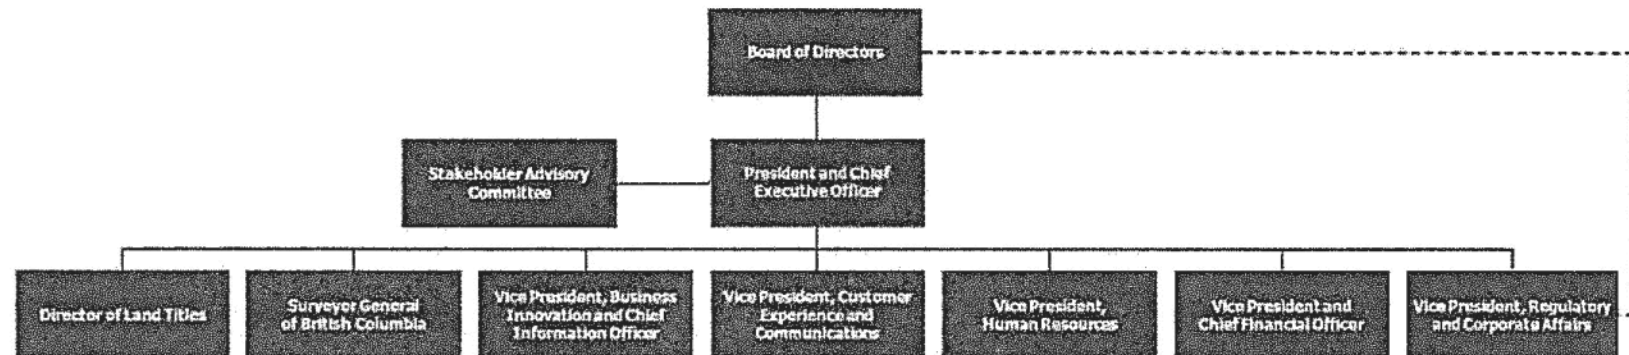 Board of Directors
Stakeholder Advisory
Committee
President and Chief
Executive Officer
Director of Land Titles
Surveyor General
of British Columbia
Vice President, Business
Innovation and Chief
Information Officer
Vice President, Customer
Experience and
Communications
Vice President,
Human Resources
Vice President and
Chief Financial Officer
Vice President, Regulatory
and Corporate Affairs